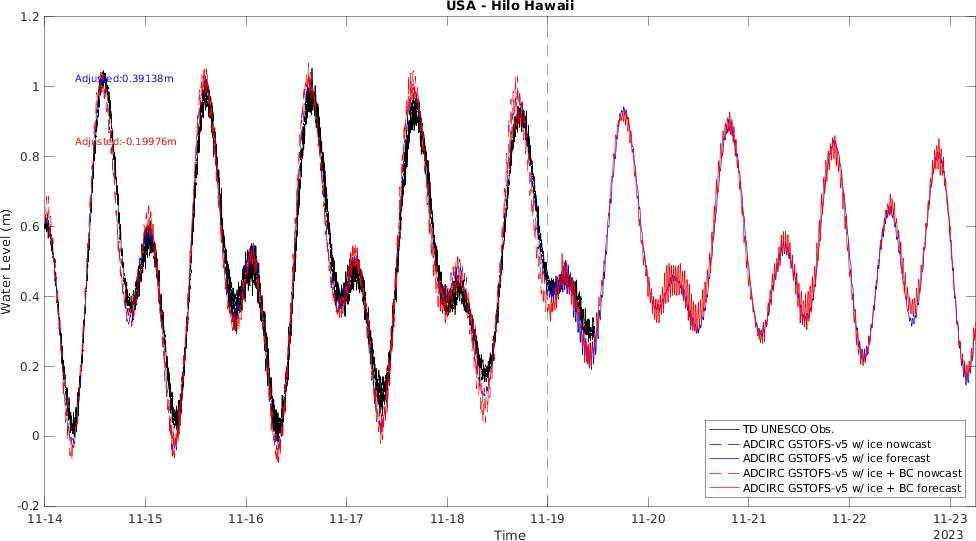 USA - Hilo Hawaii
1.2
1
0.8
0.6
0.4
0.2
0
-0.2
Water Level (m)
Adjusted:0.39138m
Adjusted:-0.19976m
TD UNESCO Obs.
ADCIRC GSTOFS-v5 w/ ice nowcast
ADCIRC GSTOFS-v5 w/ ice forecast
ADCIRC GSTOFS-v5 w/ ice + BC nowcast
ADCIRC GSTOFS-v5 w/ ice + BC forecast
11-14 11-15 11-16 11-17 11-18 11-19 11-20 11-21 11-22 11-23
2023
Time